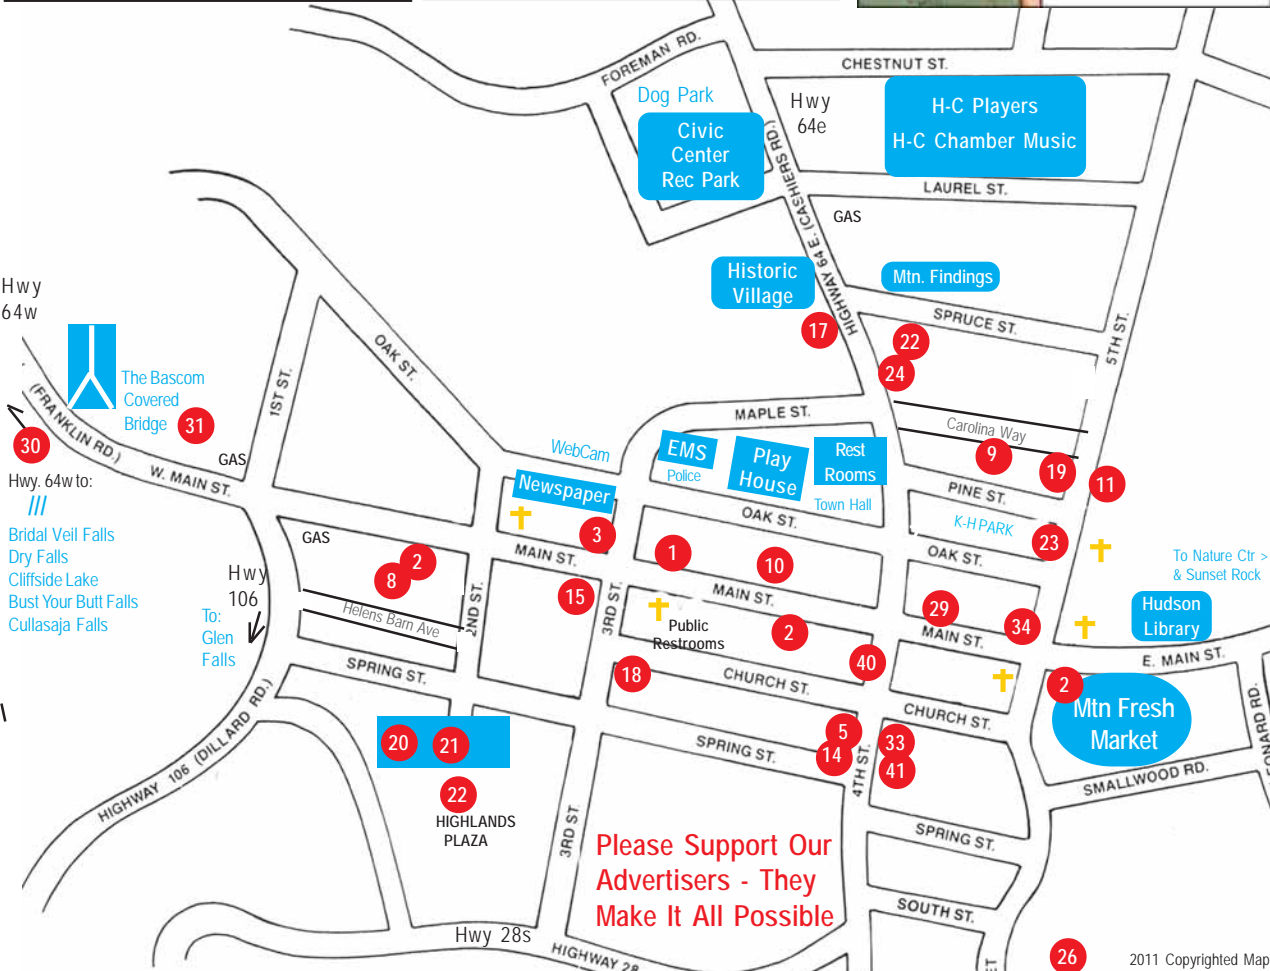 FOREMAN RD.
CHESTNUT ST.
Dog Park
Hwy
64e
Civic
Center
Rec Park
H-C Players
H-C Chamber Music
LAUREL ST.
HIGHWAY 64 E. (CASHIERS RD.)
GAS
Historic
Village
Mtn. Findings
SPRUCE ST.
5TH ST.
17
22
24
Hwy
64w
OAK ST.
1ST ST.
The Bascom
Covered
Bridge
31
30
(FRANKLIN RD.)
W. MAIN ST.
GAS
Hwy. 64w to:
///
Bridal Veil Falls
Dry Falls
Cliffside Lake
Bust Your Butt Falls
Cullasaja Falls
MAPLE ST.
Carolina Way
9
19
11
WebCam
Newspaper
EMS
Police
Play
House
Rest
Rooms
Town Hall
PINE ST.
K-H PARK
OAK ST.
OAK ST.
23
To Nature Ctr >
& Sunset Rock
Hudson
Library
3
MAIN ST.
1
10
MAIN ST.
GAS
2
8
Helens Barn Ave
2ND ST.
15
3RD ST.
Public
Restrooms
2
29
34
MAIN ST.
E. MAIN ST.
Hwy
106
To:
Glen
Falls
SPRING ST.
18
40
CHURCH ST.
CHURCH ST.
2
Mtn Fresh
Market
SMALLWOOD RD.
ONARD RD.
HIGHWAY 106 (DILLARD RD.)
20
21
22
HIGHLANDS
PLAZA
SPRING ST.
5
14
4TH ST.
33
41
SPRING ST.
3RD ST.
Please Support Our
Advertisers - They
Make It All Possible
SOUTH ST.
Hwy 28s
HIGHWAY 28
ET
26
2011 Copyrighted Map